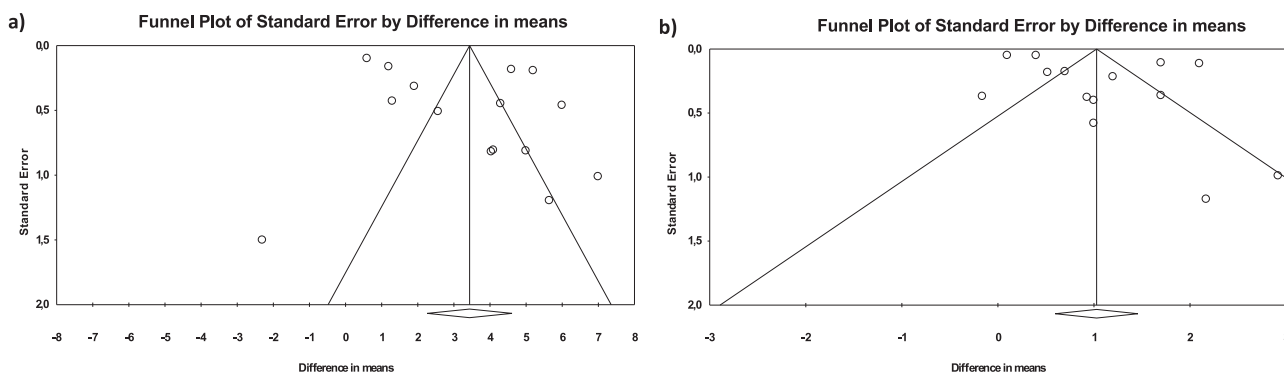 a)
Funnel Plot of Standard Error by Difference in means
0,0
0,5
1,0
1,5
2,0
Standard Error
-8 -7 -6 -5 -4 -3 -2 -1 0 1 2 3 4 5 6 7 8
Difference in means
b)
Funnel Plot of Standard Error by Difference in means
0,0
0,5
1,0
1,5
2,0
Standard Error
-3 -2 -1 0 1 2
Difference in means